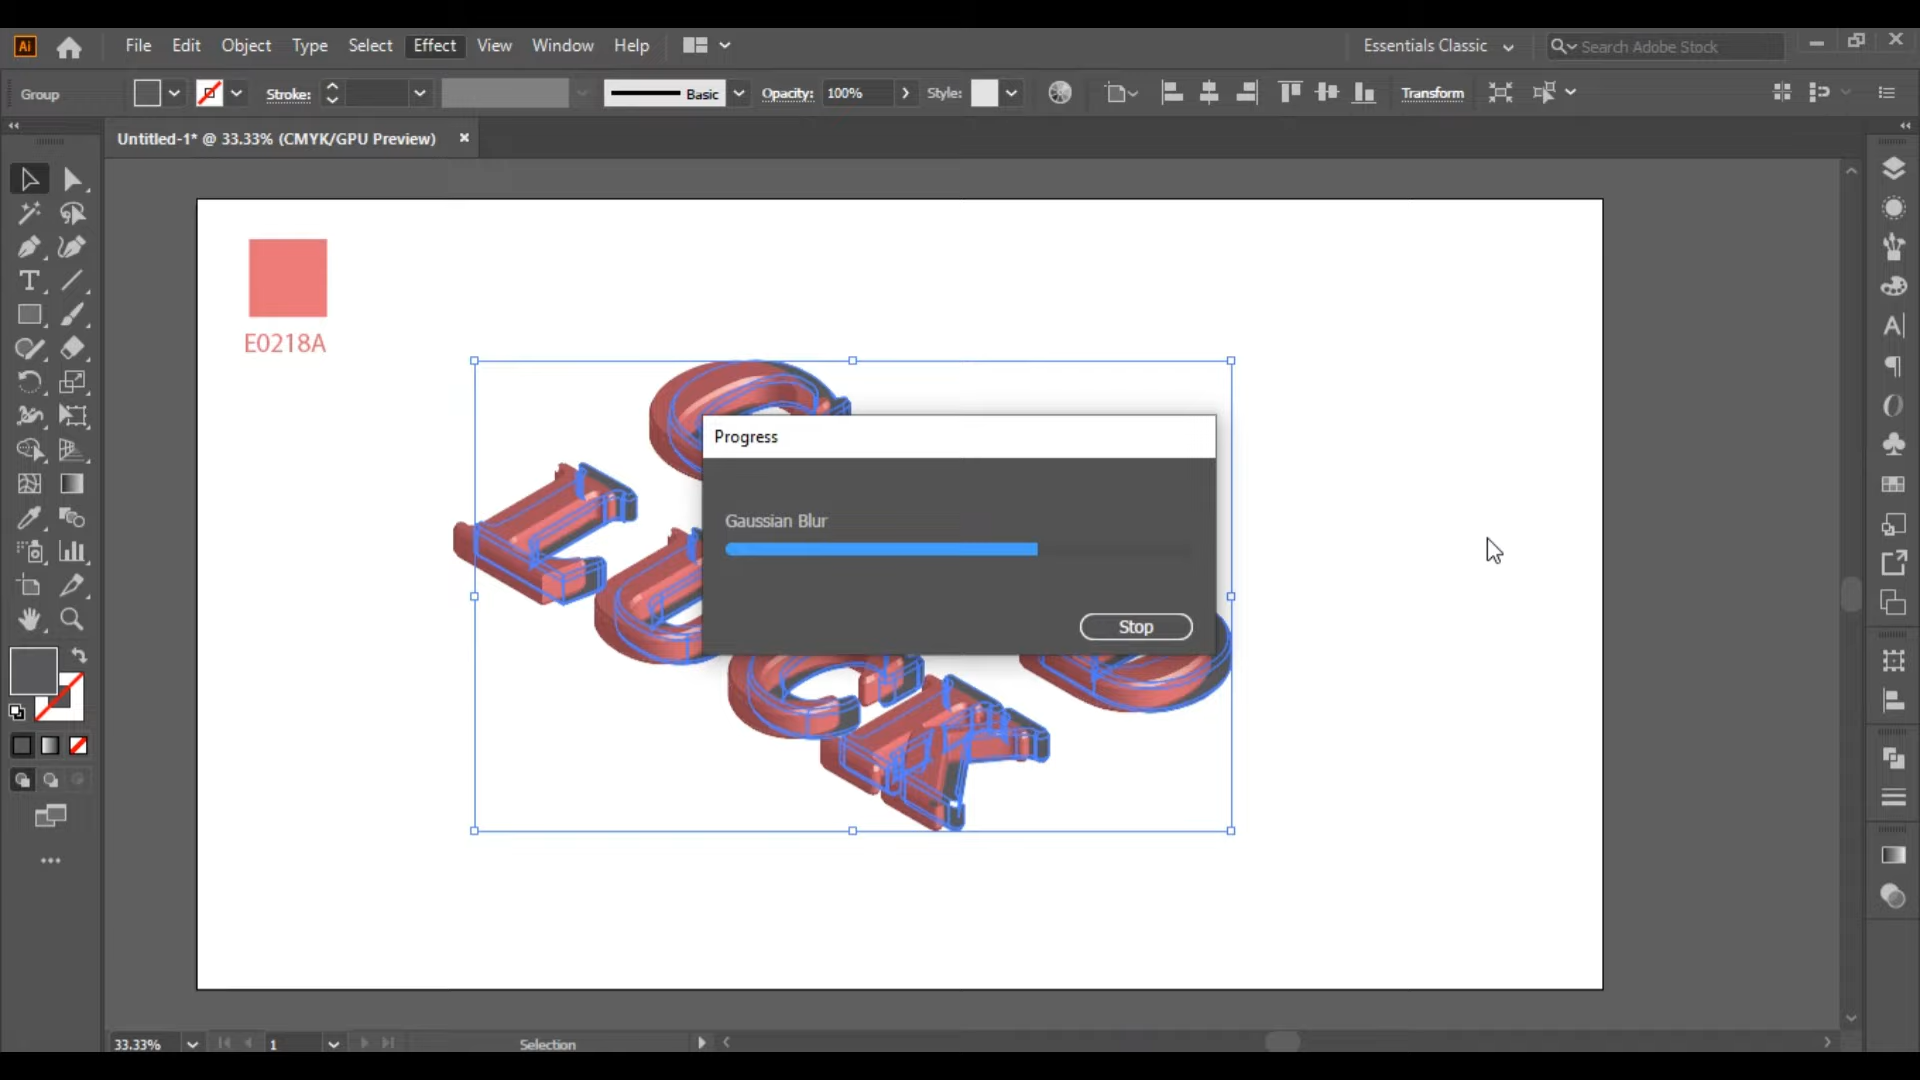 Ai File Edit Object Type Select Effect View Window Help Essentials Classic Search Adobe Stock
Group Stroke: Basic Opacity: 100% Style: Transform
Untitled-1* @ 33.33% (CMYK/GPU Preview)
E0218A
Progress
Gaussian Blur
Stop
33.33% 1 Selection